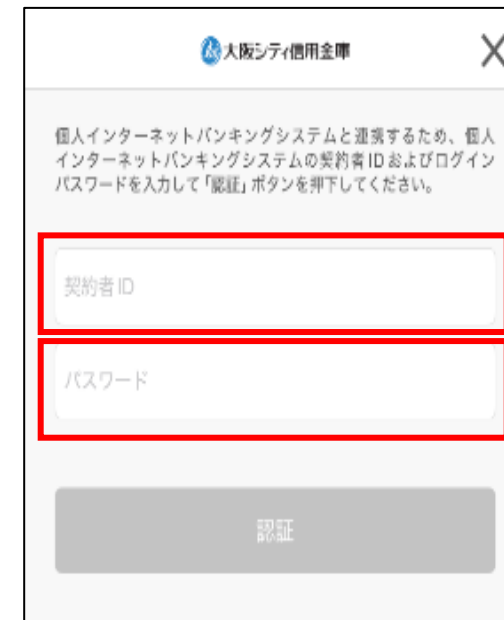 大阪シティ信用金庫
個人インターネットバンキングシステムと連携するため、個人
インターネットバンキングシステムの契約者IDおよびログイン
パスワードを入力して「認証」ボタンを押下してください。
契約者ID
パスワード
認証